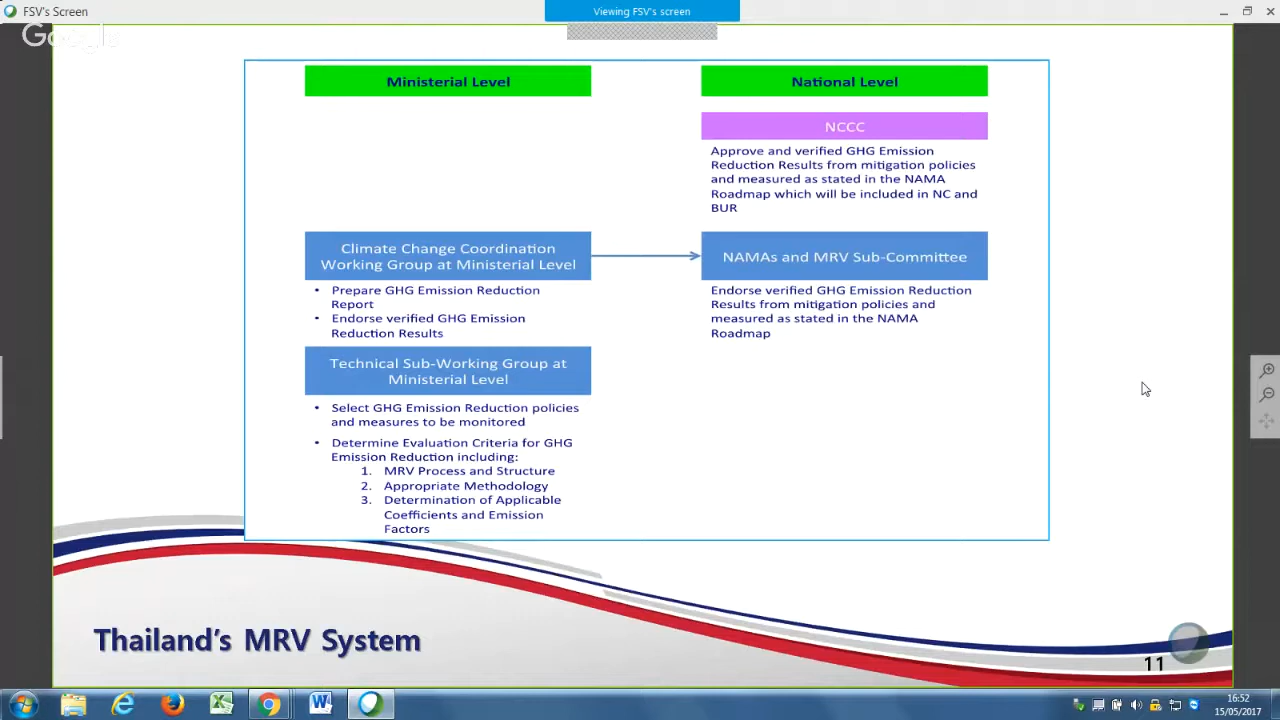 FSV's Screen
Viewing FSV's screen
Google
Ministerial Level
National Level
NCCC
Approve and verified GHG Emission
Reduction Results from mitigation policies
and measured as stated in the NAMA
Roadmap which will be included in NC and
BUR
Climate Change Coordination
Working Group at Ministerial Level
NAMAs and MRV Sub-Committee
• Prepare GHG Emission Reduction
Report
• Endorse verified GHG Emission
Reduction Results
Endorse verified GHG Emission Reduction
Results from mitigation policies and
measured as stated in the NAMA
Roadmap
Technical Sub-Working Group at
Ministerial Level
• Select GHG Emission Reduction policies
and measures to be monitored
• Determine Evaluation Criteria for GHG
Emission Reduction including:
1. MRV Process and Structure
2. Appropriate Methodology
3. Determination of Applicable
Coefficients and Emission
Factors
Thailand's MRV System
11
16:52
15/05/2017